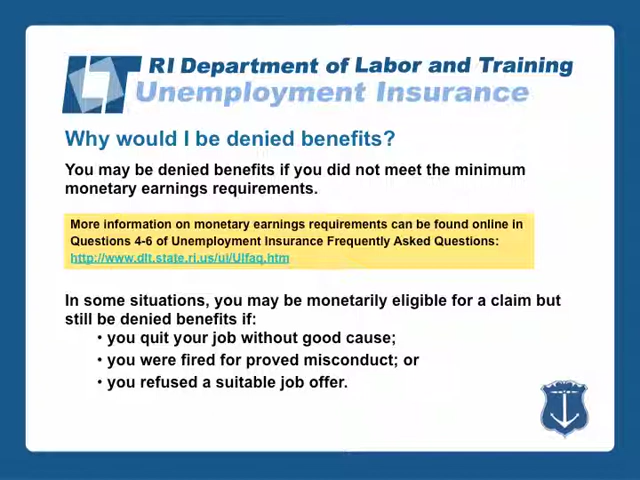 RI Department of Labor and Training
Unemployment Insurance
Why would I be denied benefits?
You may be denied benefits if you did not meet the minimum
monetary earnings requirements.
More information on monetary earnings requirements can be found online in
Questions 4-6 of Unemployment Insurance Frequently Asked Questions:
http://www.dlt.state.ri.us/ui/UIfaq.htm
In some situations, you may be monetarily eligible for a claim but
still be denied benefits if:
• you quit your job without good cause;
• you were fired for proved misconduct; or
• you refused a suitable job offer.